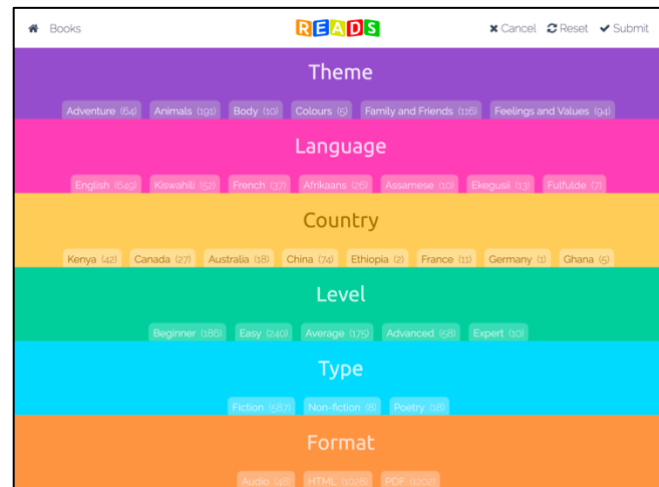 Books READS Cancel Reset Submit
Theme
Adventure (64) Animals (191) Body (10) Colours (5) Family and Friends (116) Feelings and Values (94)
Language
English (649) Kiswahili (52) French (37) Afrikaans (26) Assamese (10) Ekegusii (13) Fulfulde (7)
Country
Kenya (42) Canada (27) Australia (18) China (74) Ethiopia (2) France (11) Germany (1) Ghana (5)
Level
Beginner (186) Easy (240) Average (175) Advanced (58) Expert (10)
Type
Fiction (587) Non-fiction (8) Poetry (18)
Format
Audio (48) HTML (1028) PDF (1202)